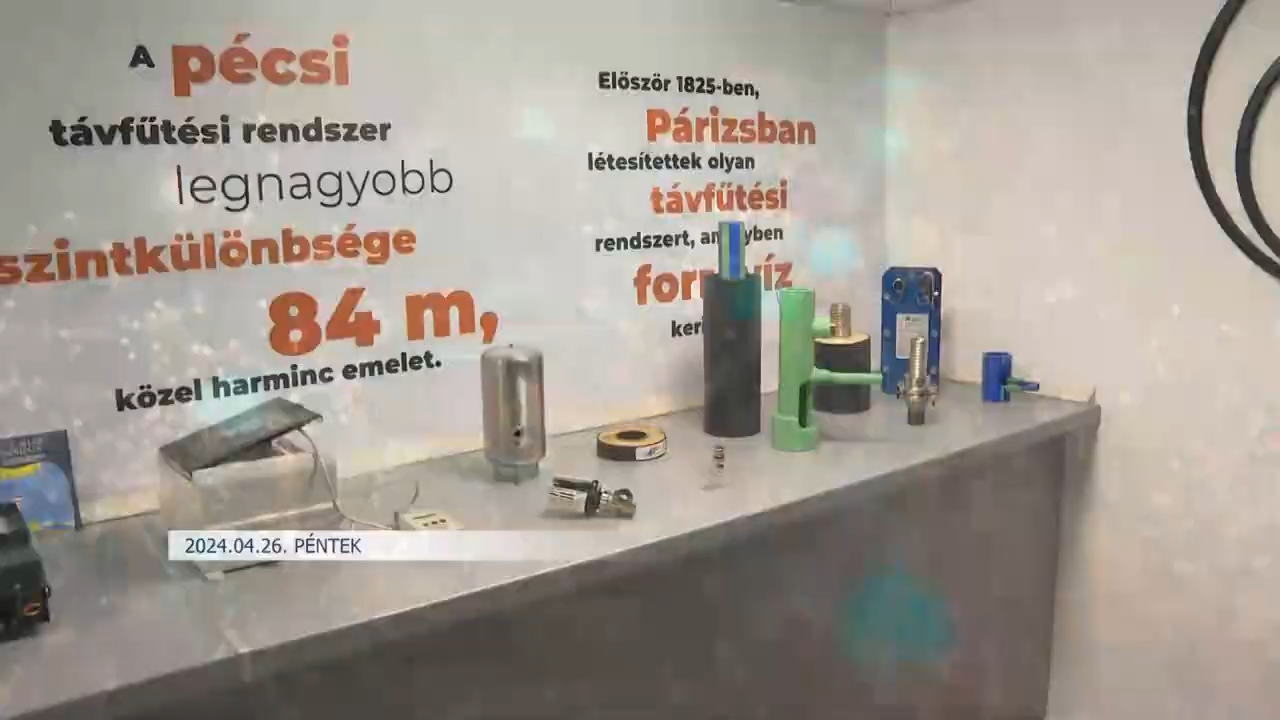 A pécsi
távfűtési rendszer
legnagyobb
szintkülönbsége
84 m,
közel harminc emelet.
Először 1825-ben,
Párizsban
létesítettek olyan
távfűtési
rendszert,
2024.04.26. PÉNTEK